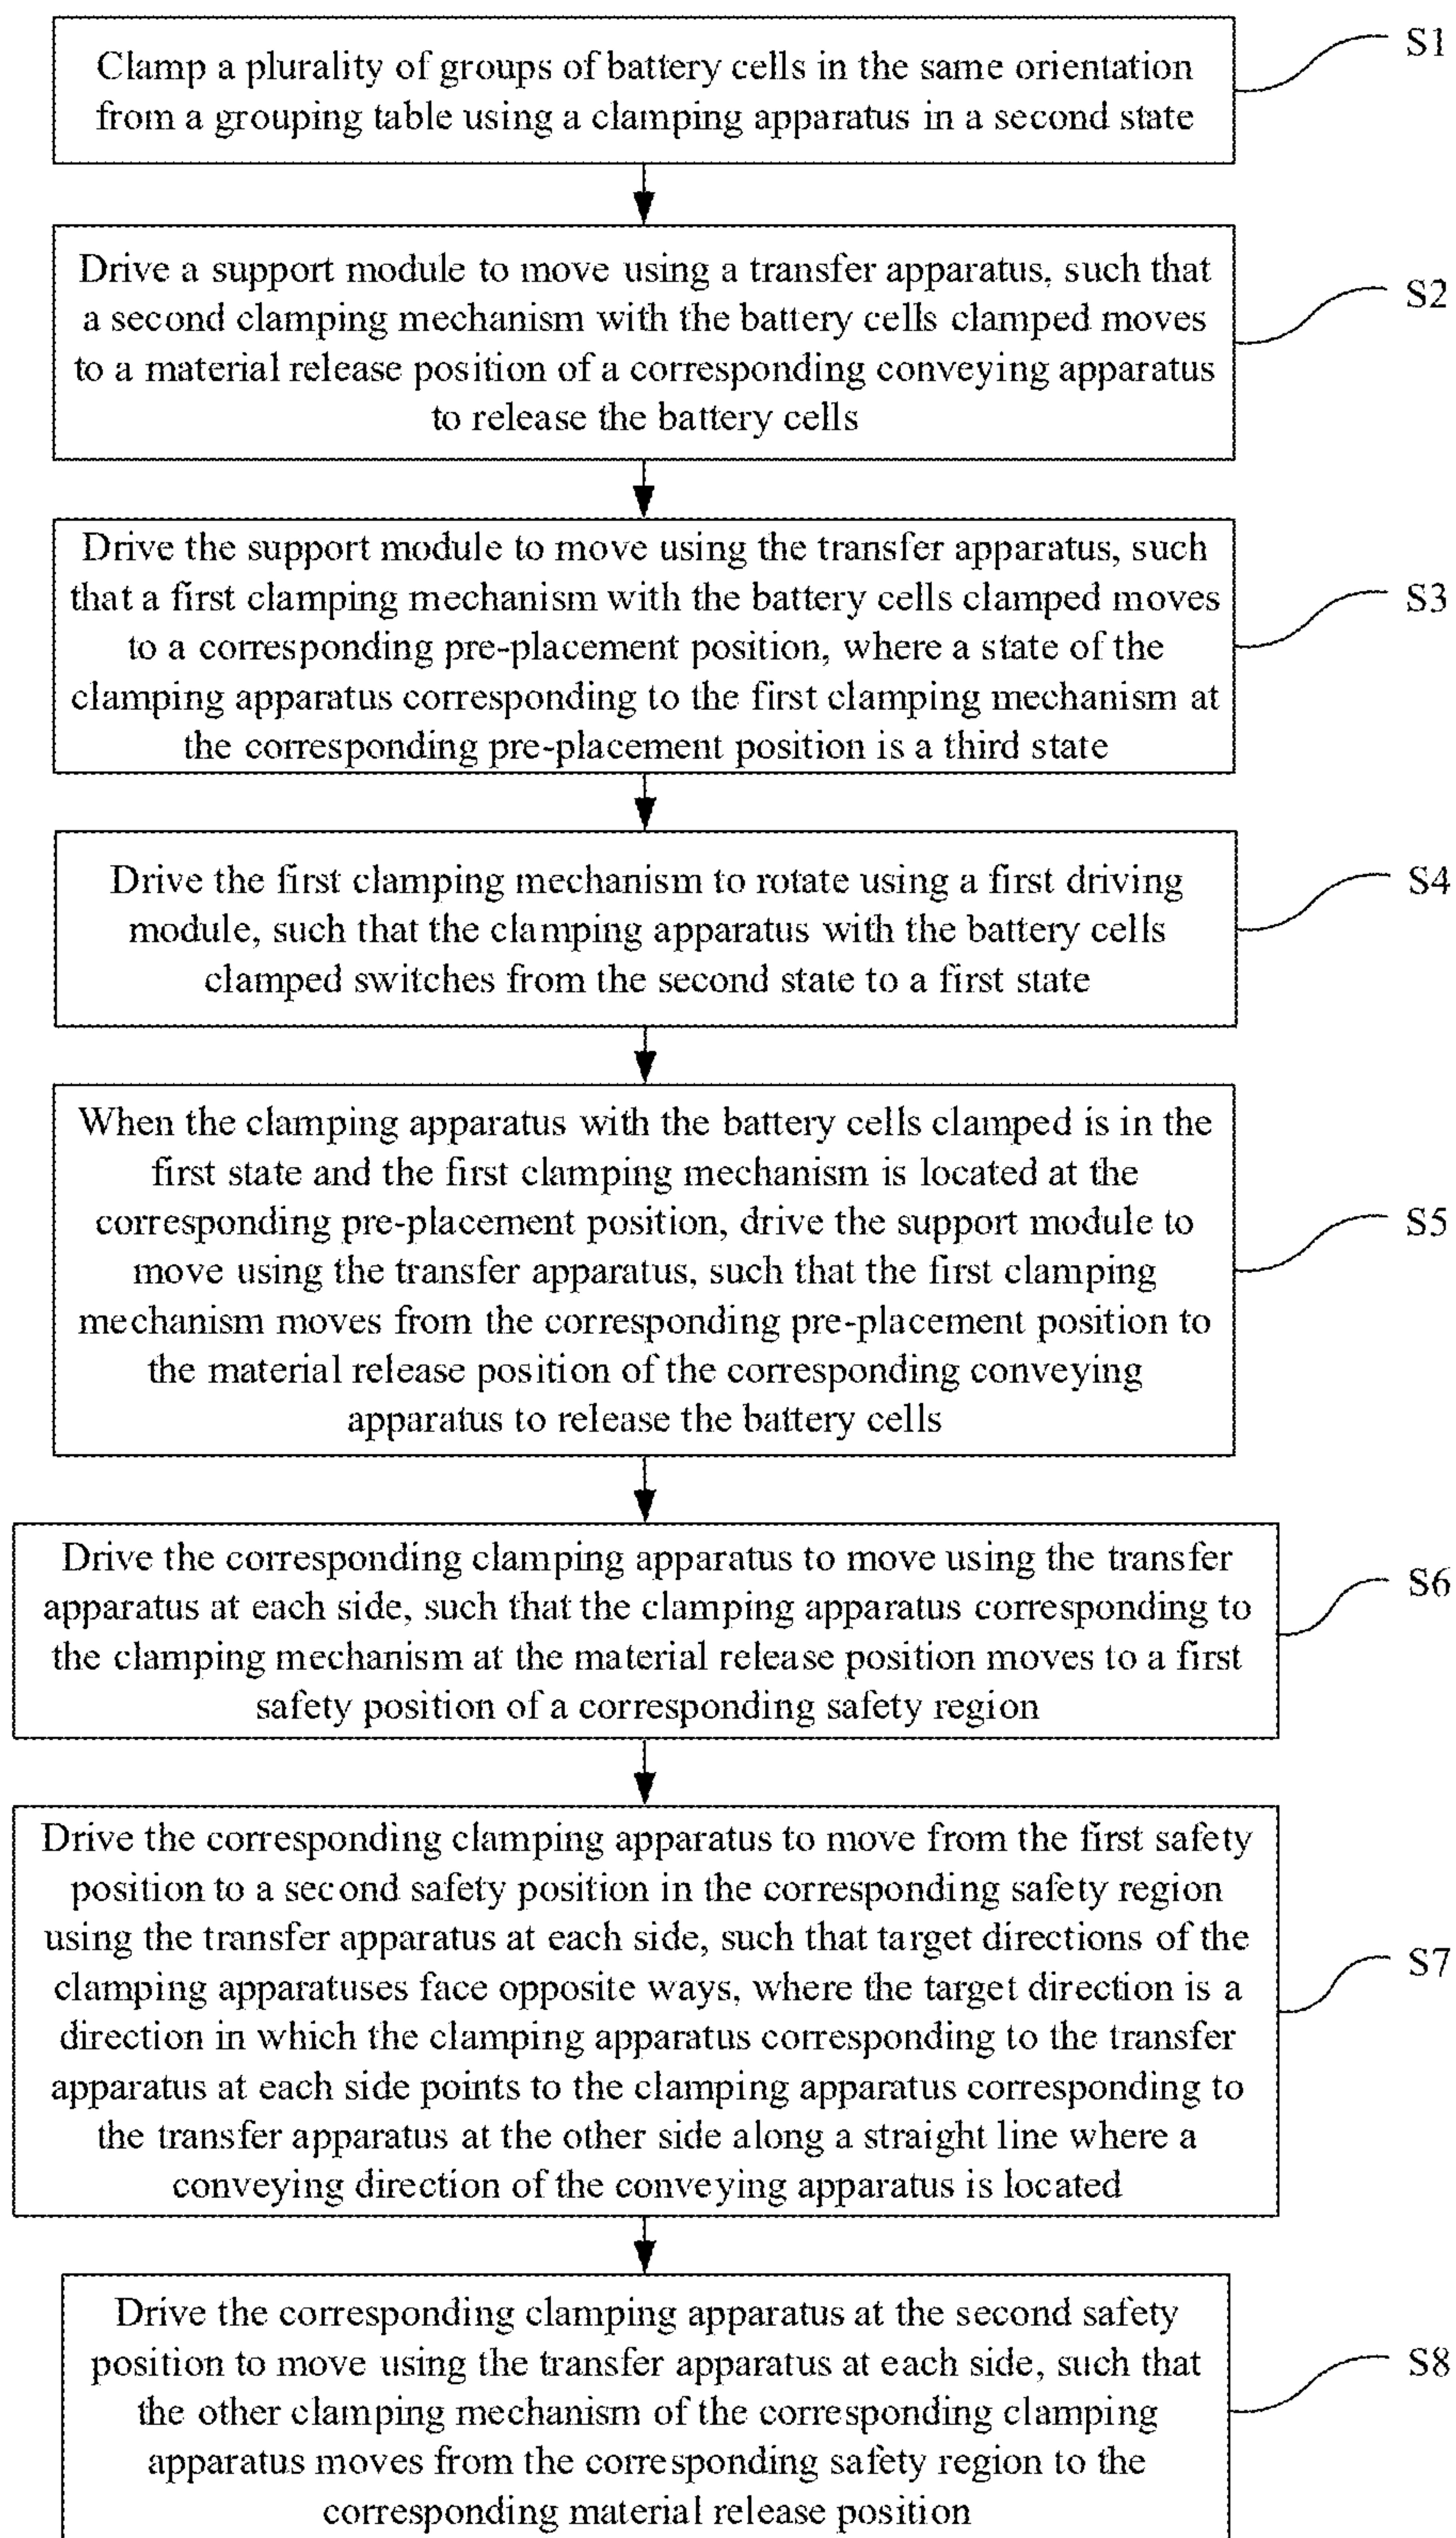 Clamp a plurality of groups of battery cells in the same orientation
from a grouping table using a clamping apparatus in a second state
S1
Drive a support module to move using a transfer apparatus, such that
a second clamping mechanism with the battery cells clamped moves
to a material release position of a corresponding conveying apparatus
to release the battery cells
S2
Drive the support module to move using the transfer apparatus, such
that a first clamping mechanism with the battery cells clamped moves
to a corresponding pre-placement position, where a state of the
clamping apparatus corresponding to the first clamping mechanism at
the corresponding pre-placement position is a third state
S3
Drive the first clamping mechanism to rotate using a first driving
module, such that the clamping apparatus with the battery cells
clamped switches from the second state to a first state
S4
When the clamping apparatus with the battery cells clamped is in the
first state and the first clamping mechanism is located at the
corresponding pre-placement position, drive the support module to
move using the transfer apparatus, such that the first clamping
mechanism moves from the corresponding pre-placement position to
the material release position of the corresponding conveying
apparatus to release the battery cells
S5
Drive the corresponding clamping apparatus to move using the transfer
apparatus at each side, such that the clamping apparatus corresponding to
the clamping mechanism at the material release position moves to a first
safety position of a corresponding safety region
S6
Drive the corresponding clamping apparatus to move from the first safety
position to a second safety position in the corresponding safety region
using the transfer apparatus at each side, such that target directions of the
clamping apparatuses face opposite ways, where the target direction is a
direction in which the clamping apparatus corresponding to the transfer
apparatus at each side points to the clamping apparatus corresponding to
the transfer apparatus at the other side along a straight line where a
conveying direction of the conveying apparatus is located
S7
Drive the corresponding clamping apparatus at the second safety
position to move using the transfer apparatus at each side, such that
the other clamping mechanism of the corresponding clamping
apparatus moves from the corresponding safety region to the
corresponding material release position
S8